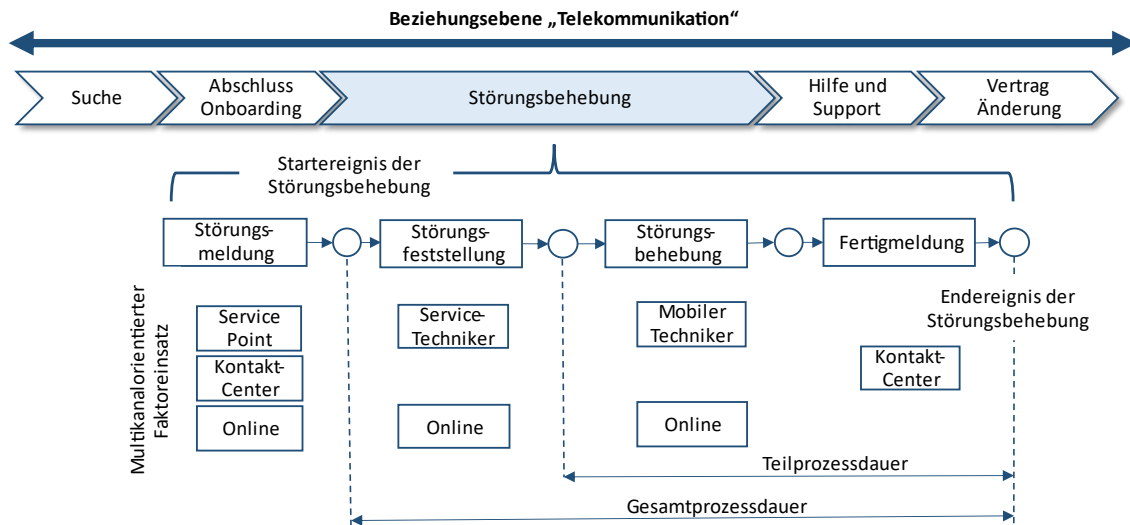 Beziehungsebene „Telekommunikation“
Suche
Abschluss
Onboarding
Störungsbehebung
Hilfe und
Support
Vertrag
Änderung
Startereignis der
Störungsbehebung
Störungs-
meldung
Störungs-
feststellung
Störungs-
behebung
Fertigmeldung
Multikanalorientierter
Faktoreinsatz
Service
Point
Kontakt-
Center
Online
Service-
Techniker
Online
Mobiler
Techniker
Online
Endereignis der
Störungsbehebung
Kontakt-
Center
Teilprozessdauer
Gesamtprozessdauer